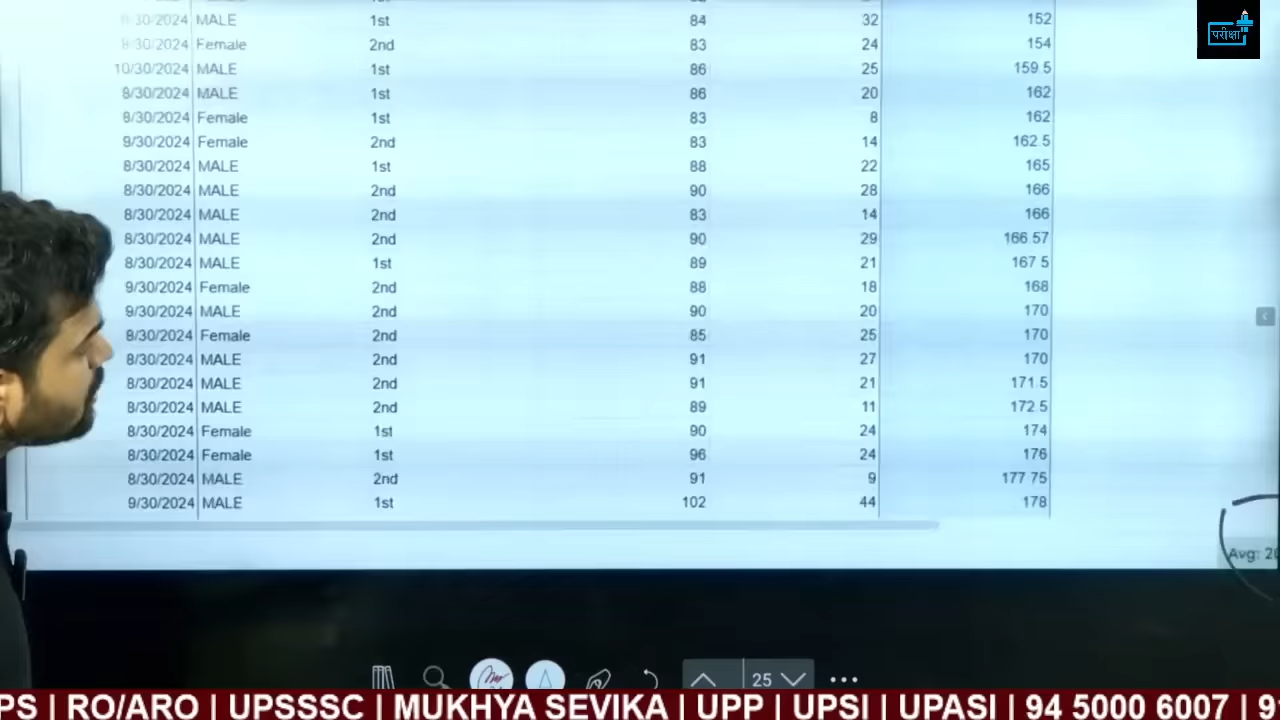 8/30/2024 MALE 1st 84 32 152
परीक्षा
8/30/2024 Female 2nd 83 24 154
10/30/2024 MALE 1st 86 25 159.5
8/30/2024 MALE 1st 86 20 162
8/30/2024 Female 1st 83 8 162
9/30/2024 Female 2nd 83 14 162.5
8/30/2024 MALE 1st 88 22 165
8/30/2024 MALE 2nd 90 28 166
8/30/2024 MALE 2nd 83 14 166
8/30/2024 MALE 2nd 90 29 166.57
8/30/2024 MALE 1st 89 21 167.5
9/30/2024 Female 2nd 88 18 168
9/30/2024 MALE 2nd 90 20 170
8/30/2024 Female 2nd 85 25 170
8/30/2024 MALE 2nd 91 27 170
8/30/2024 MALE 2nd 91 21 171.5
8/30/2024 MALE 2nd 89 11 172.5
8/30/2024 Female 1st 90 24 174
8/30/2024 Female 1st 96 24 176
8/30/2024 MALE 2nd 91 9 177.75
9/30/2024 MALE 1st 102 44 178
Avg: 20
25
PS | RO/ARO | UPSSSC | MUKHYA SEVIKA | UPP | UPSI | UPASI | 94 5000 6007 | 9